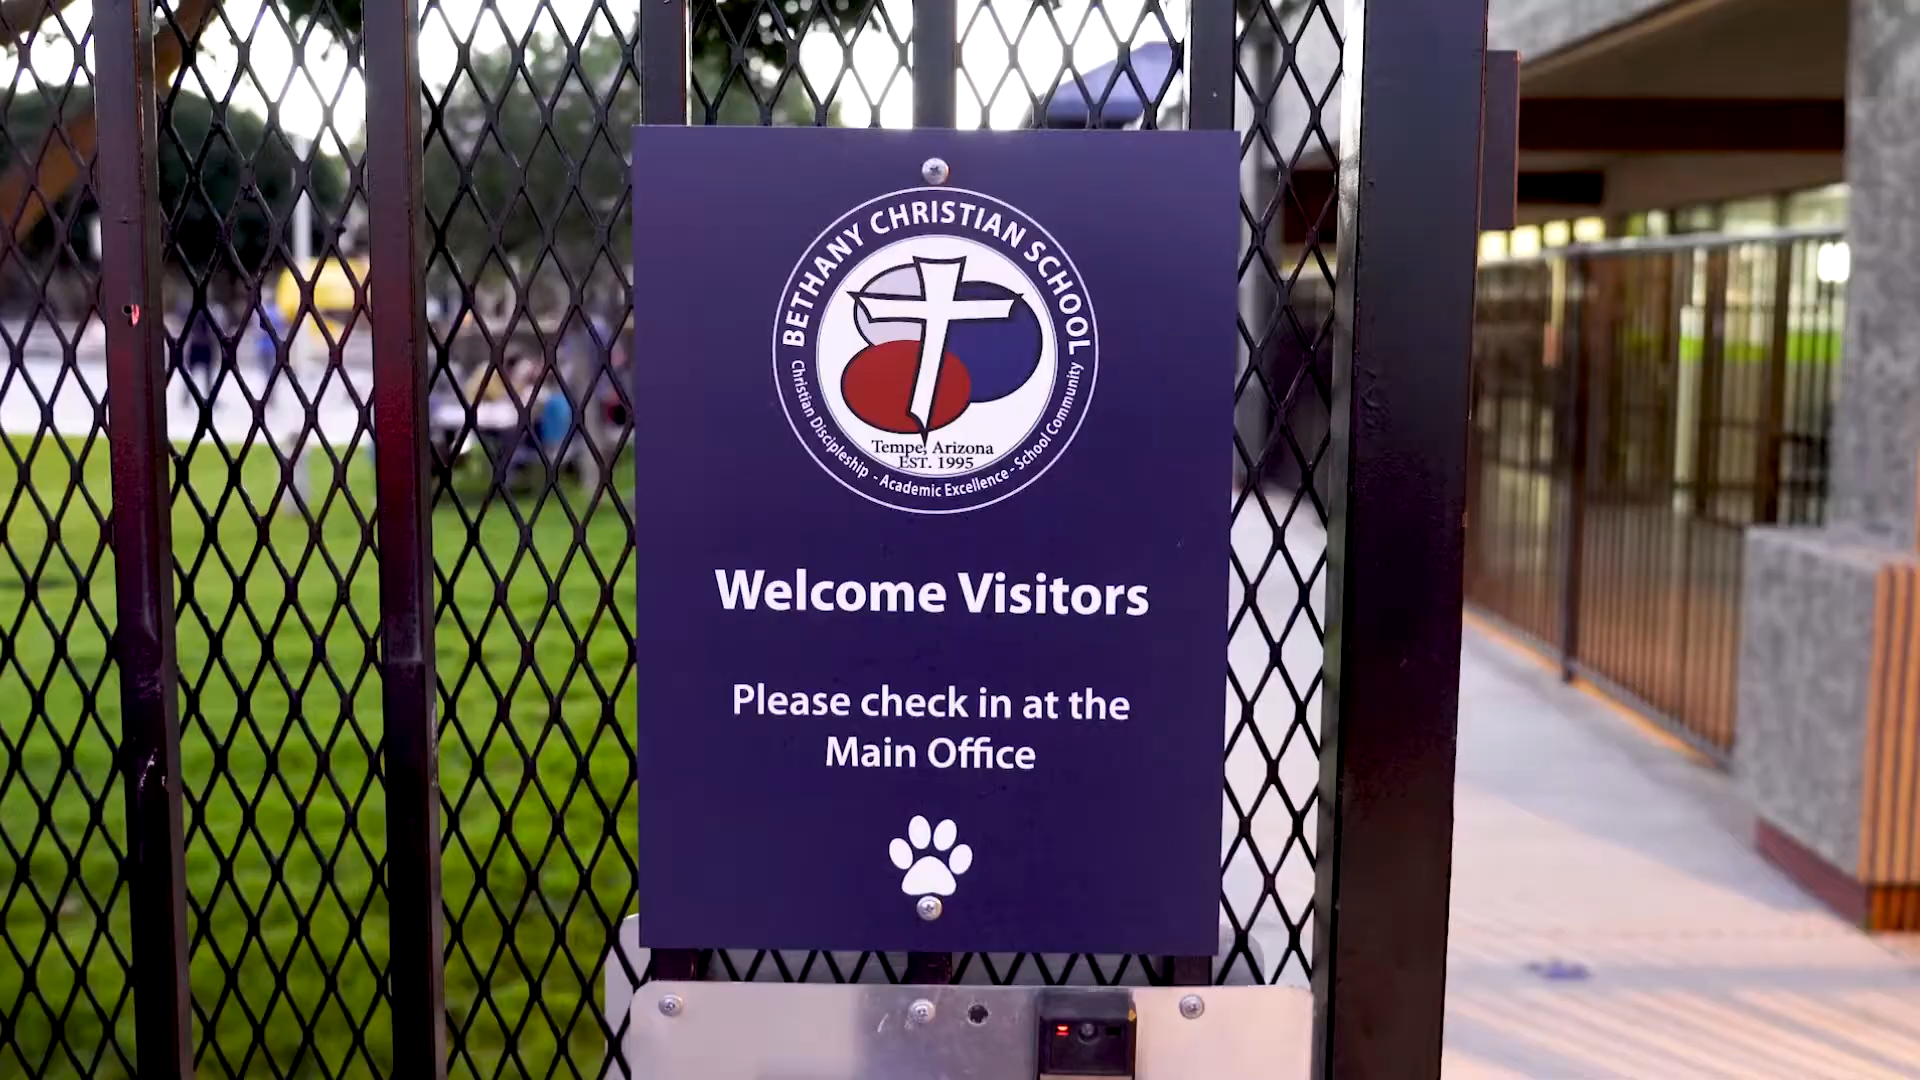 BETHANY CHRISTIAN SCHOOL
Tempe, Arizona
EST. 1995
Christian Discipleship - Academic Excellence - School Community
Welcome Visitors
Please check in at the
Main Office